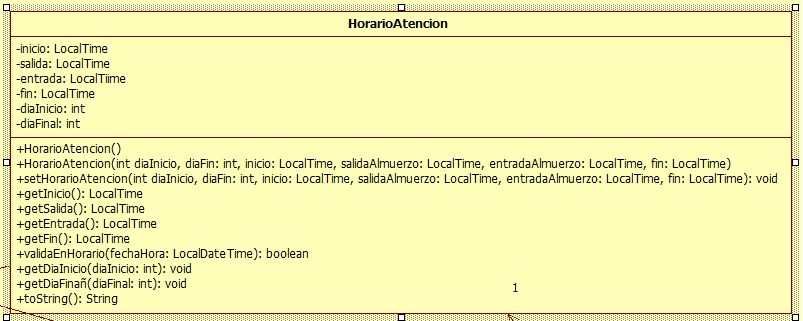 HorarioAtencion
-inicio: LocalTime
-salida: LocalTime
-entrada: LocalTiime
-fin: LocalTime
-diaInicio: int
-diaFinal: int
+HorarioAtencion()
+HorarioAtencion(int diaInicio, diaFin: int, inicio: LocalTime, salidaAlmuerzo: LocalTime, entradaAlmuerzo: LocalTime, fin: LocalTime)
+setHorarioAtencion(int diaInicio, diaFin: int, inicio: LocalTime, salidaAlmuerzo: LocalTime, entradaAlmuerzo: LocalTime, fin: LocalTime): void
+getInicio(): LocalTime
+getSalida(): LocalTime
+getEntrada(): LocalTime
+getFin(): LocalTime
+validaEnHorario(fechaHora: LocalDateTime): boolean
+getDiaInicio(diaInicio: int): void
+getDiaFinañ(diaFinal: int): void
+toString(): String
1